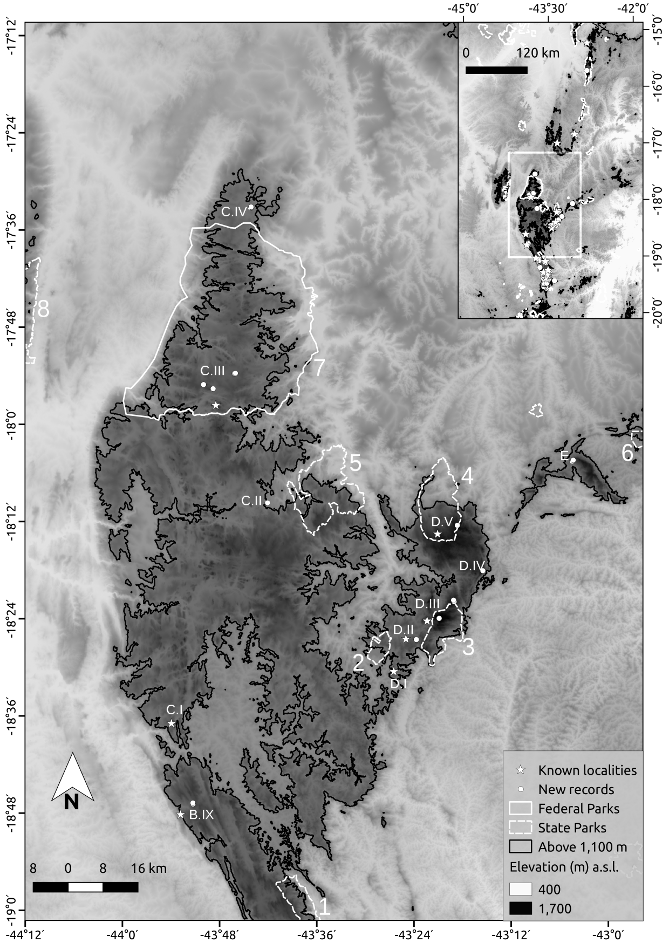 -45°0'
-43°30'
-42°0'
0 120 km
-15°0'
-16°0'
-17°0'
-18°0'
-19°0'
-20°0'
-17°12'
-17°24'
-17°36'
-17°48'
-18°0'
-18°12'
-18°24'
-18°36'
-18°48'
-19°0'
C.IV
8
C.III
7
5
4
E
6
C.II
D.V
D.IV
D.III
D.II
2
3
D.I
C.I
B.IX
1
N
8 0 8 16 km
Known localities
New records
Federal Parks
State Parks
Above 1,100 m
Elevation (m) a.s.l.
400
1,700
-44°12'
-44°0'
-43°48'
-43°36'
-43°24'
-43°12'
-43°0'